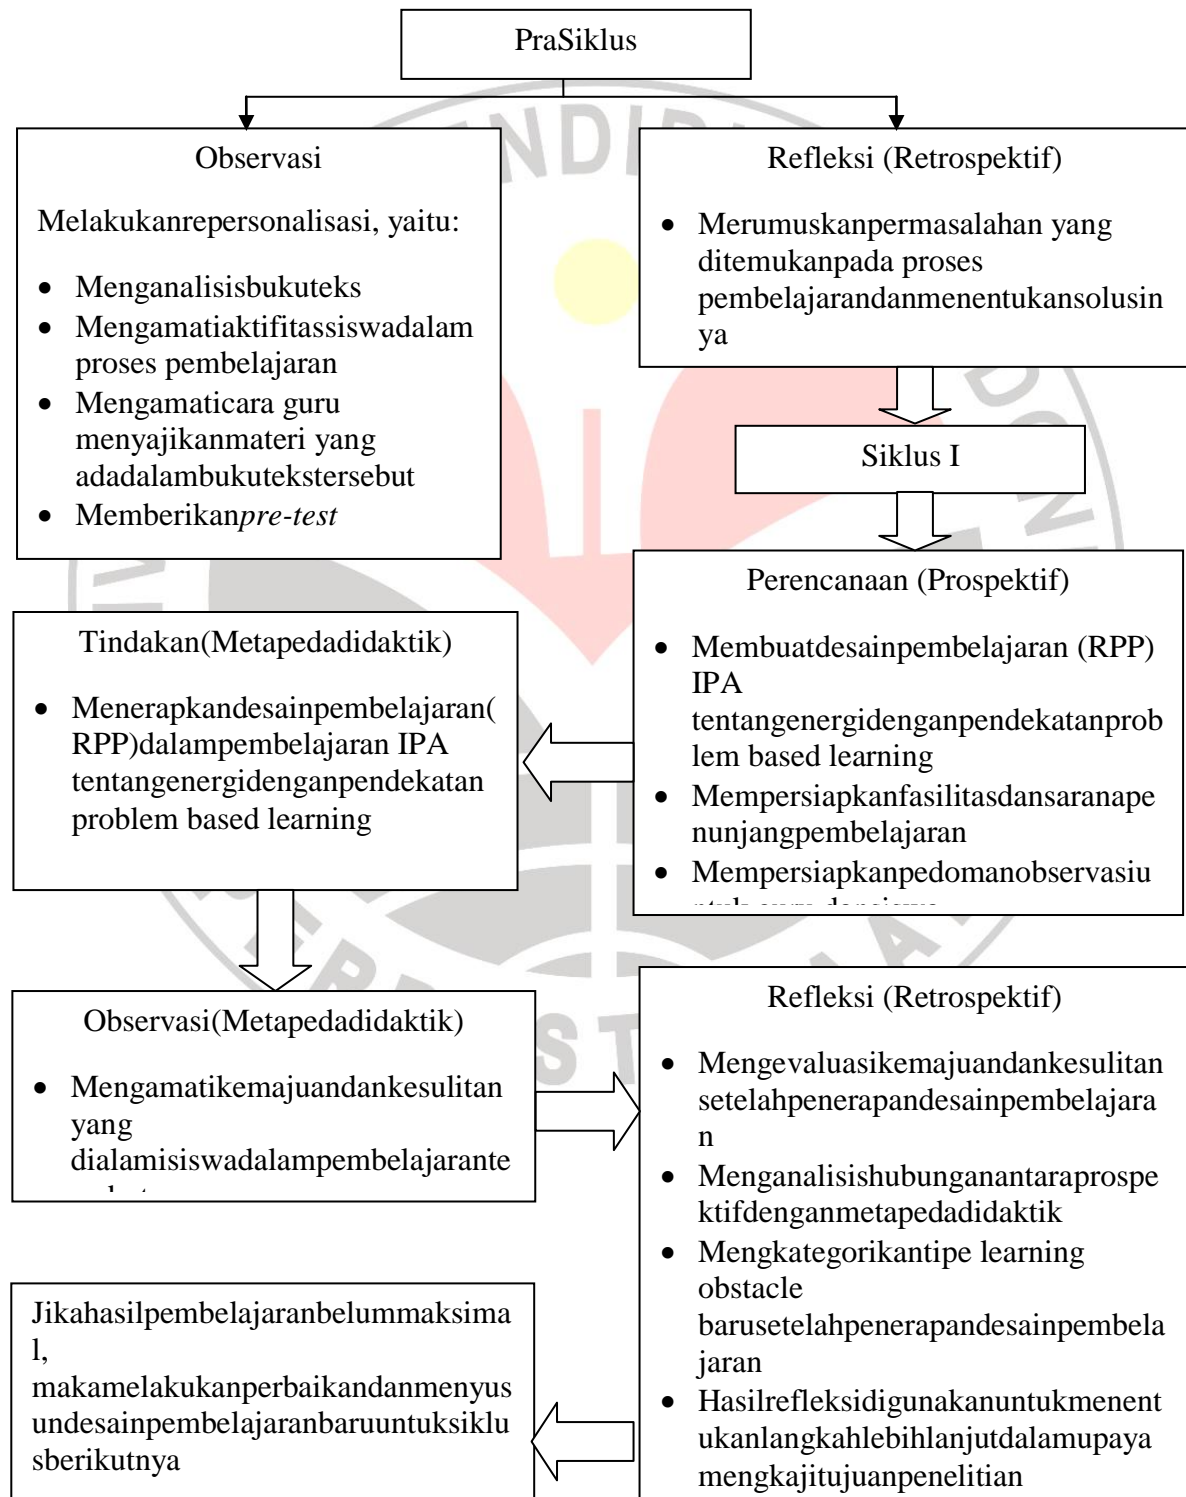 PraSiklus
Observasi
Melakukanrepersonalisasi, yaitu:
• Menganalisisbukuteks
• Mengamatiaktifitassiswadalam
proses pembelajaran
• Mengamaticara guru
menyajikanmateri yang
adadalambukutekstersebut
• Memberikanpre-test
Refleksi (Retrospektif)
• Merumuskanpermasalahan yang
ditemukanpada proses
pembelajarandanmenentukansolusin
ya
Siklus I
Perencanaan (Prospektif)
• Membuatdesainpembelajaran (RPP)
IPA
tentangenergidenganpendekatanprob
lem based learning
• Mempersiapkanfasilitasdansaranape
nunjangpembelajaran
• Mempersiapkanpedomanobservasiu
Tindakan(Metapedadidaktik)
• Menerapkandesainpembelajaran(
RPP)dalampembelajaran IPA
tentangenergidenganpendekatan
problem based learning
Observasi(Metapedadidaktik)
• Mengamatikemajuandankesulitan
yang
dialamisiswadalampembelajarante
Refleksi (Retrospektif)
• Mengevaluasikemajuandankesulitan
setelahpenerapandesainpembelajara
n
• Menganalisishubunganantaraprospe
ktifdenganmetapedadidaktik
• Mengkategorikantipe learning
obstacle
barusetelahpenerapandesainpembela
jaran
• Hasilrefleksidigunakanuntukmenent
ukanlangkahlebihlanjutdalamupaya
mengkajitujuanpenelitian
Jikahasilpembelajaranbelummaksima
l,
makamelakukanperbaikandanmenyus
undesainpembelajaranbaruuntuksiklu
sberikutnya